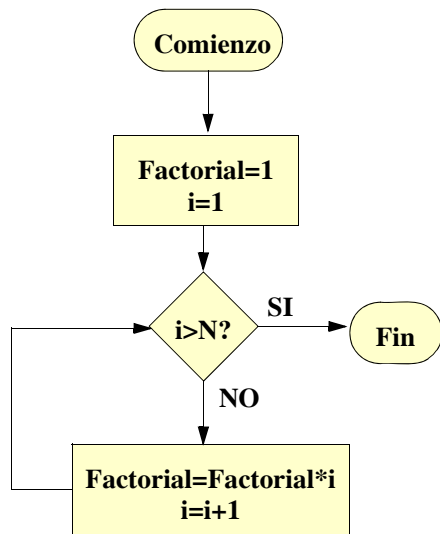 Comienzo
Factorial=1
i=1
i>N?
SI
Fin
NO
Factorial=Factorial*i
i=i+1